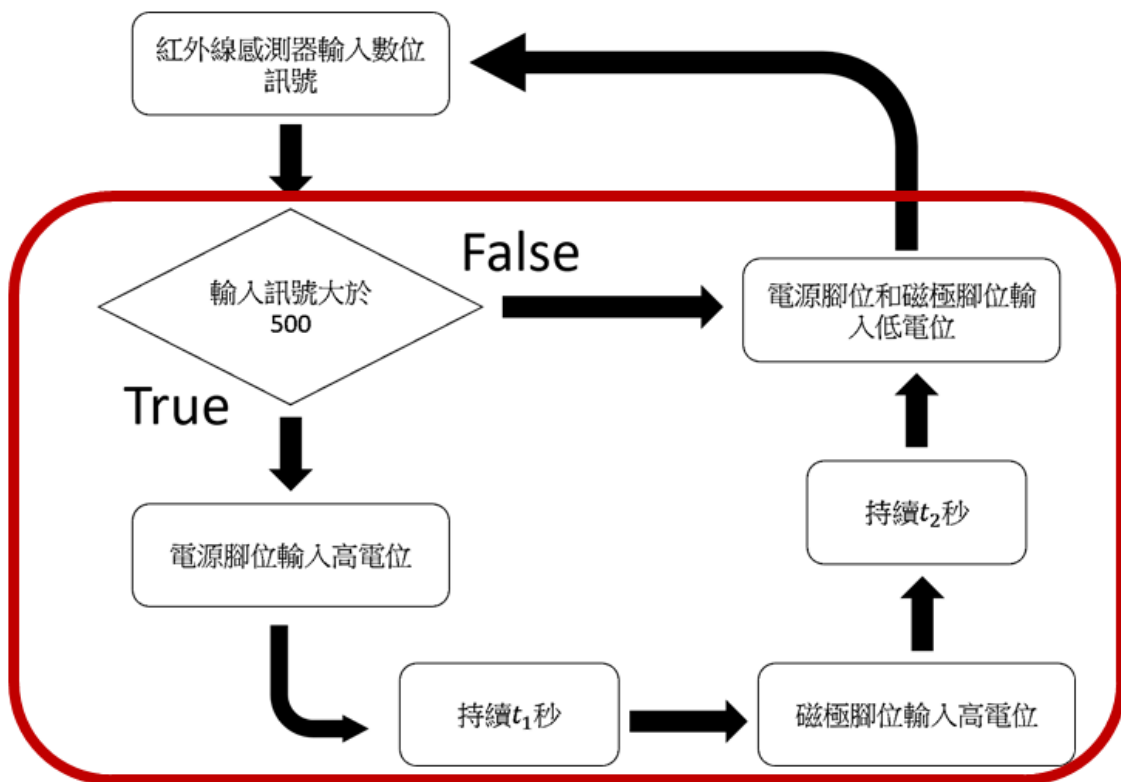 紅外線感測器輸入數位
訊號
輸入訊號大於
500
False
True
電源腳位和磁極腳位輸
入低電位
電源腳位輸入高電位
持續t₁秒
磁極腳位輸入高電位
持續t₂秒